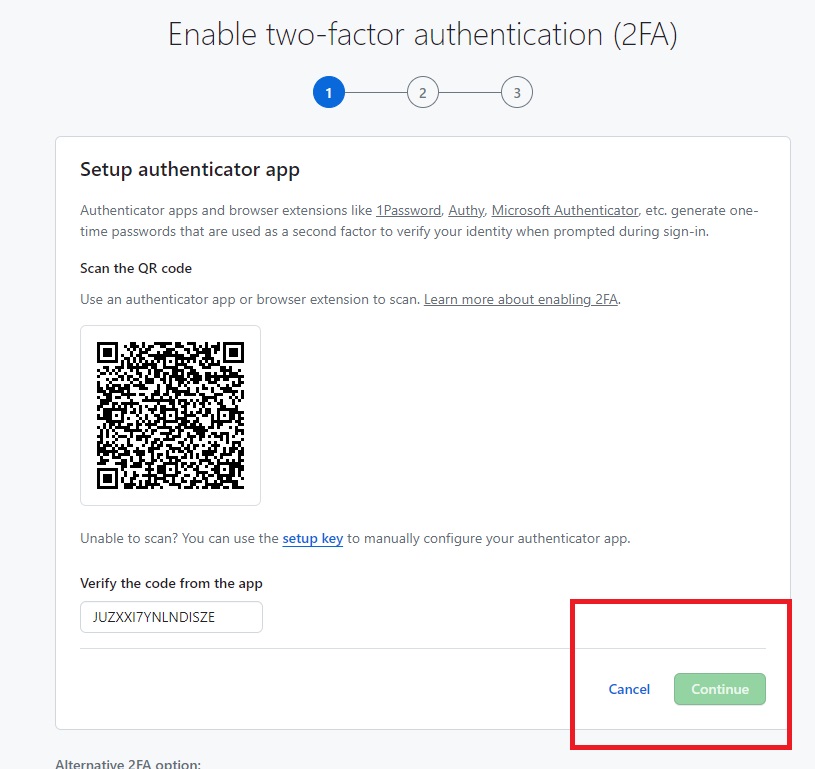 Enable two-factor authentication (2FA)
1
2
3
Setup authenticator app
Authenticator apps and browser extensions like 1Password, Authy, Microsoft Authenticator, etc. generate one-
time passwords that are used as a second factor to verify your identity when prompted during sign-in.
Scan the QR code
Use an authenticator app or browser extension to scan. Learn more about enabling 2FA.
Unable to scan? You can use the setup key to manually configure your authenticator app.
Verify the code from the app
JUZXXI7YNLNDISZE
Cancel
Continue
Alternative 2FA option: